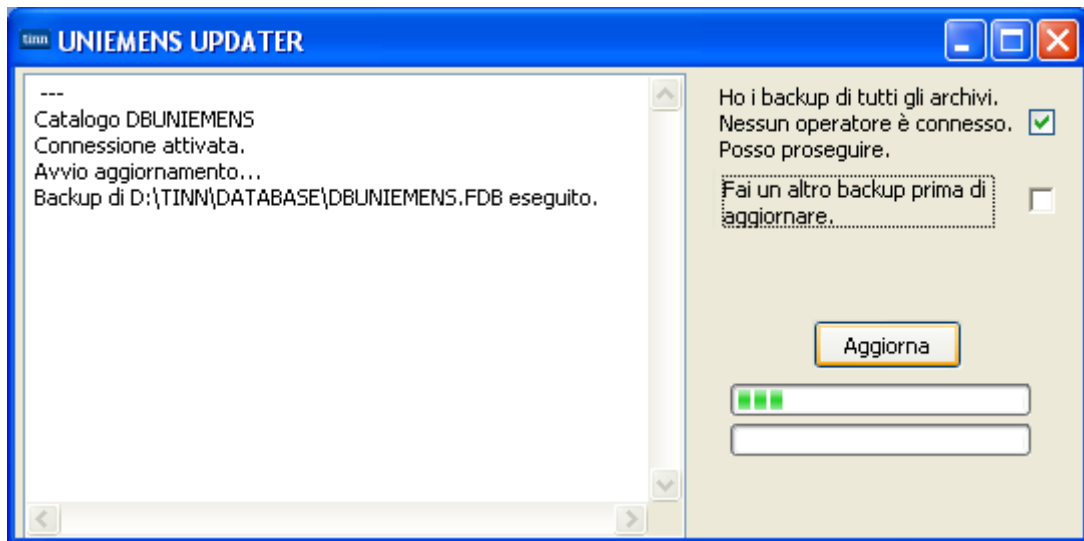 tinn UNIEMENS UPDATER
---
Catalogo DBUNIEMENS
Connessione attivata.
Avvio aggiornamento...
Backup di D:\TINN\DATABASE\DBUNIEMENS.FDB eseguito.
Ho i backup di tutti gli archivi.
Nessun operatore è connesso.
Posso proseguire.
Fai un altro backup prima di
aggiornare.
Aggiorna